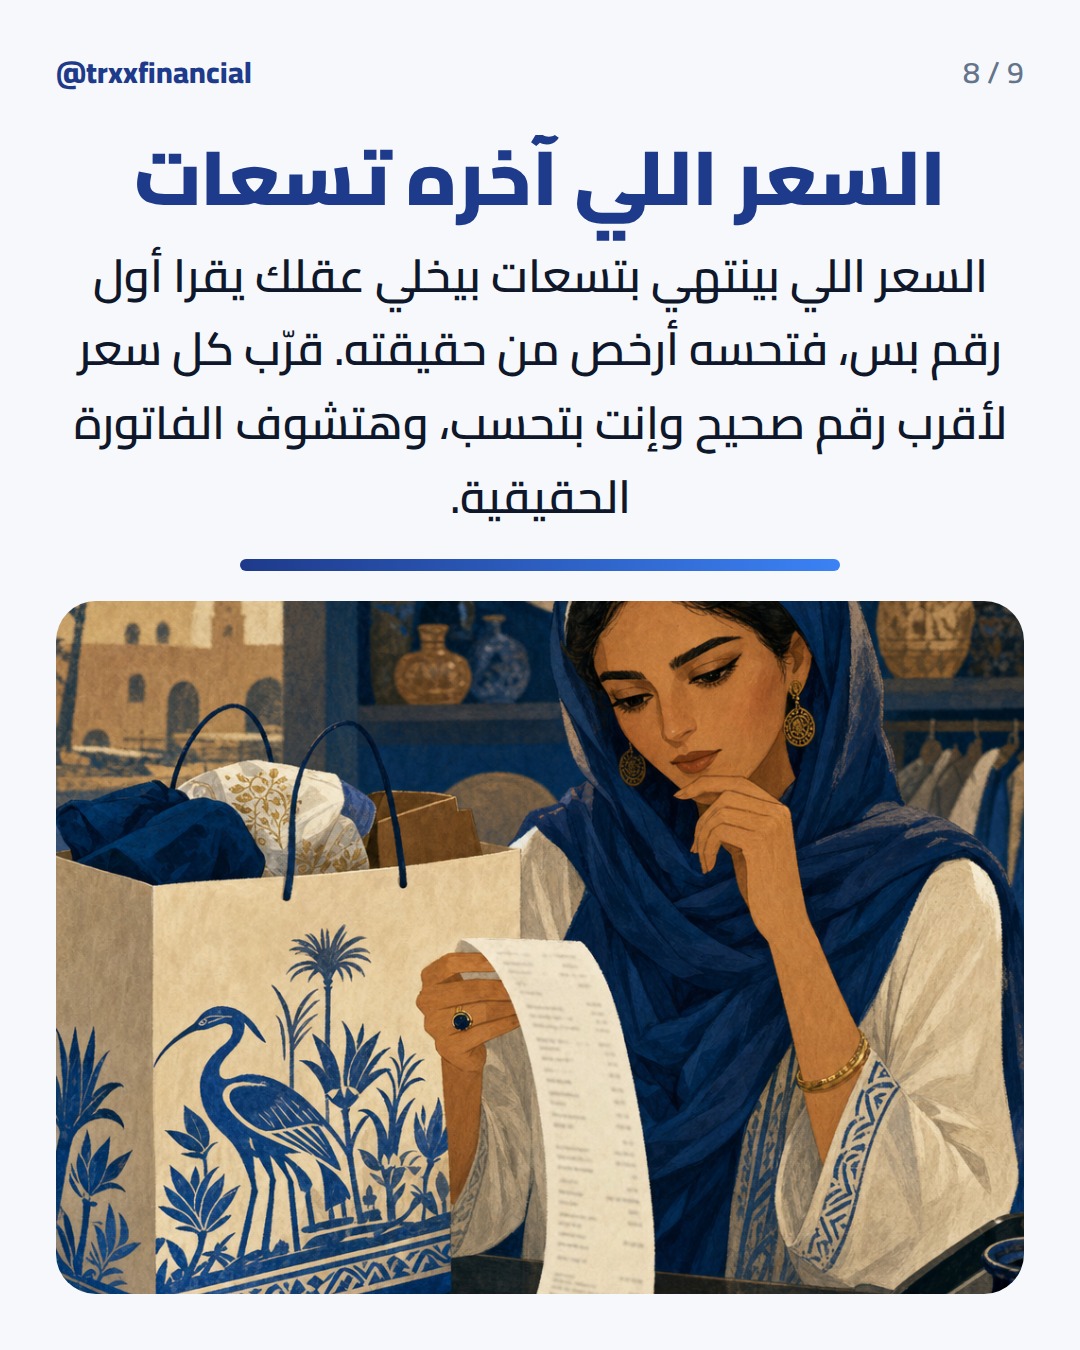 @trxxfinancial
8 / 9
السعر اللي آخره تسعات
السعر اللي بينتهي بتسعات بيخلي عقلك يقرا أول
رقم بس، فتحسه أرخص من حقيقته. قرّب كل سعر
لأقرب رقم صحيح وإنت بتحسب، وهتشوف الفاتورة
الحقيقية.